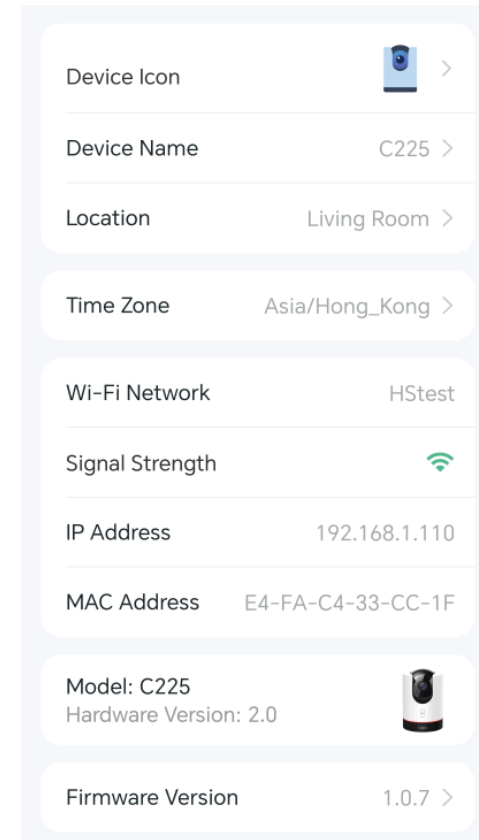 Device Icon
Device Name C225
Location Living Room
Time Zone Asia/Hong_Kong
Wi-Fi Network HStest
Signal Strength
IP Address 192.168.1.110
MAC Address E4-FA-C4-33-CC-1F
Model: C225
Hardware Version: 2.0
Firmware Version 1.0.7